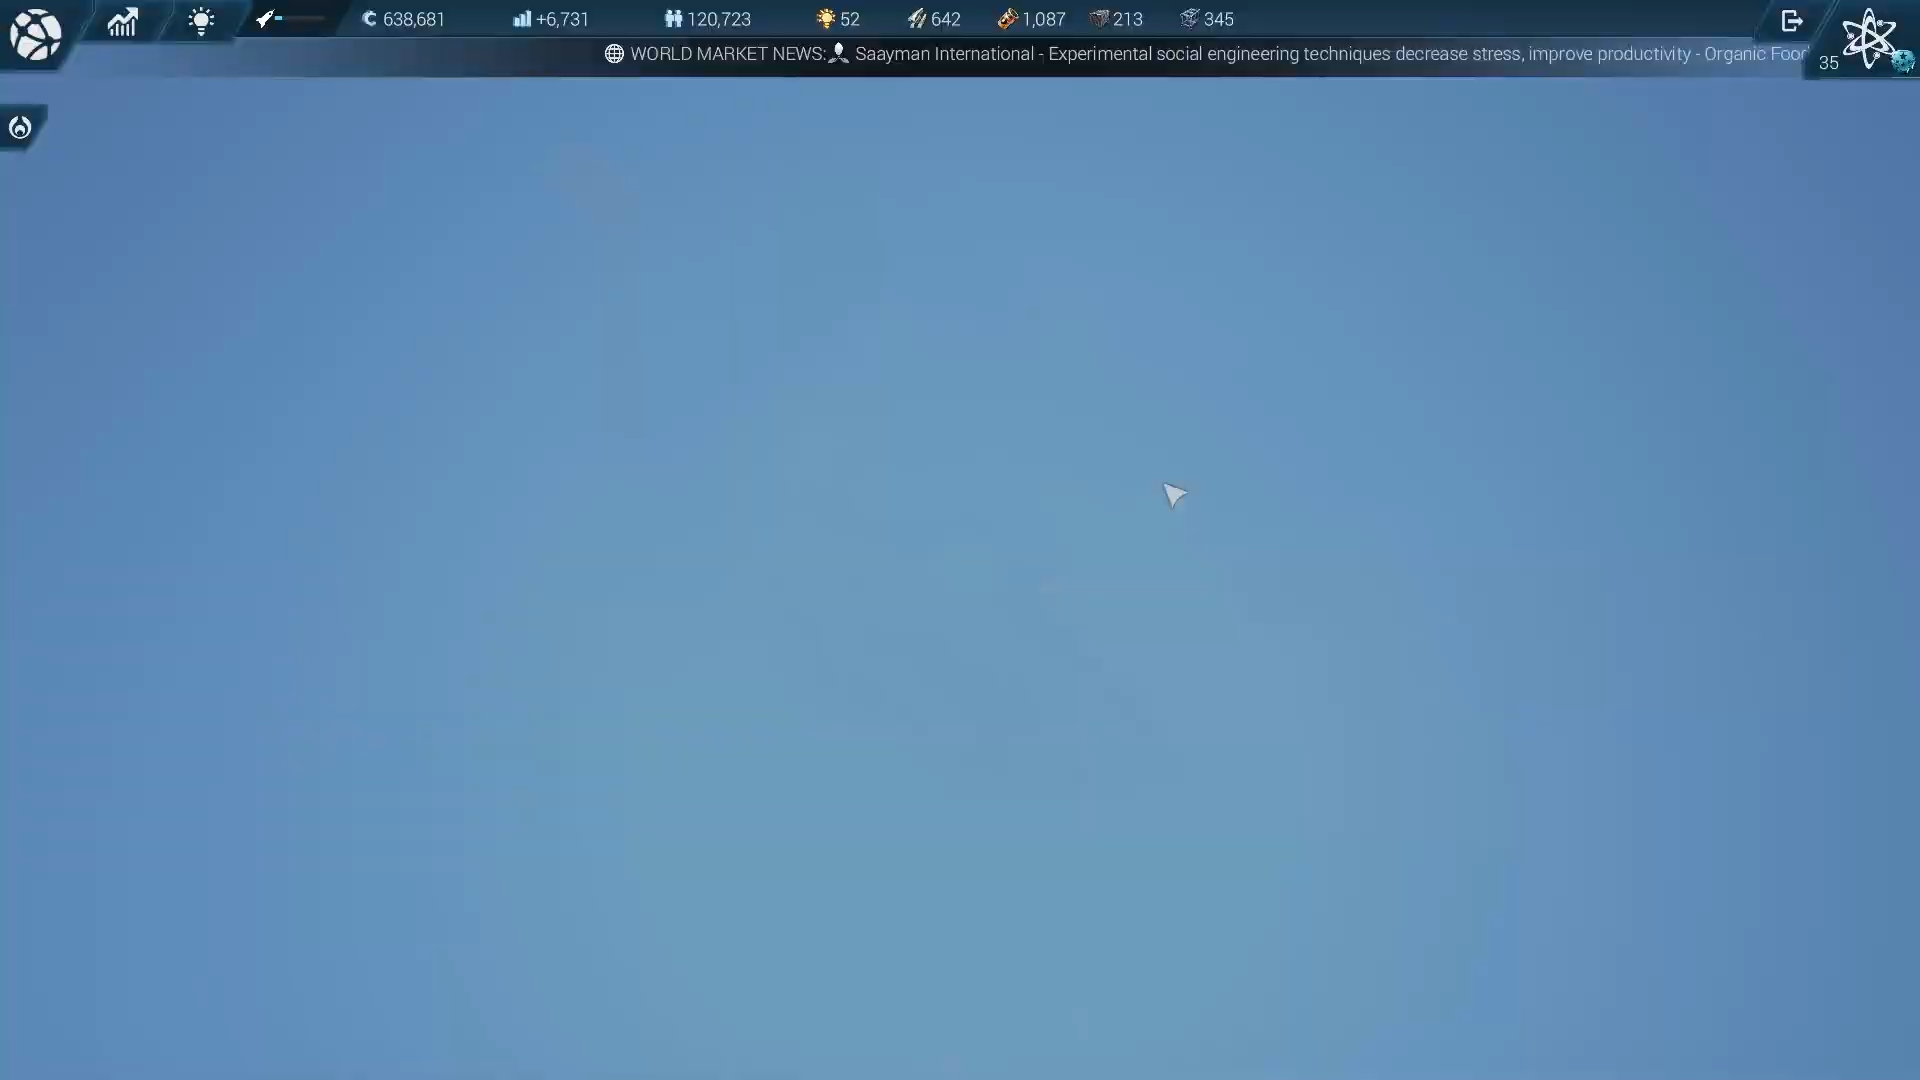 638,681 +6,731 120,723 52 642 1,087 213 345
WORLD MARKET NEWS: Saayman International - Experimental social engineering techniques decrease stress, improve productivity - Organic Food
35